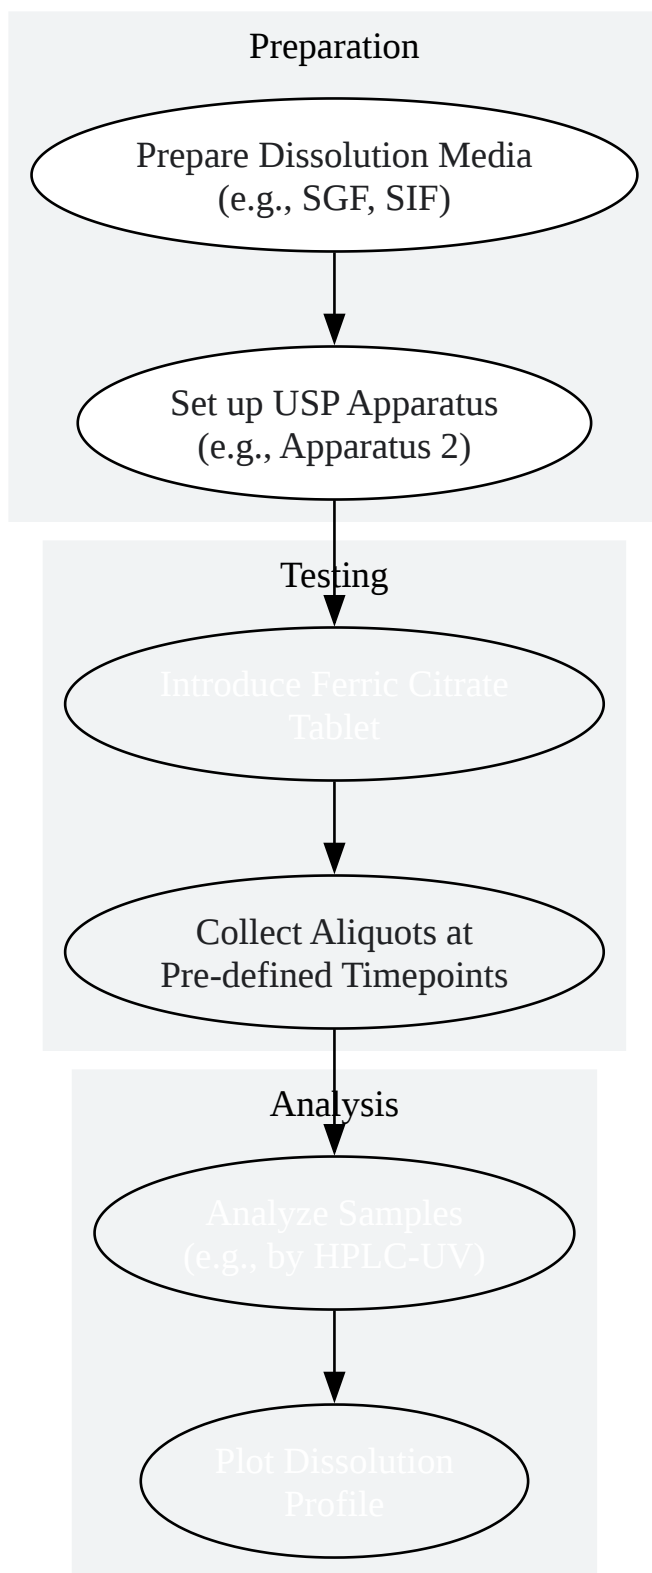 Preparation
Prepare Dissolution Media
(e.g., SGF, SIF)
Set up USP Apparatus
(e.g., Apparatus 2)
Testing
Introduce Ferric Citrate
Tablet
Collect Aliquots at
Pre-defined Timepoints
Analysis
Analyze Samples
(e.g., by HPLC-UV)
Plot Dissolution
Profile